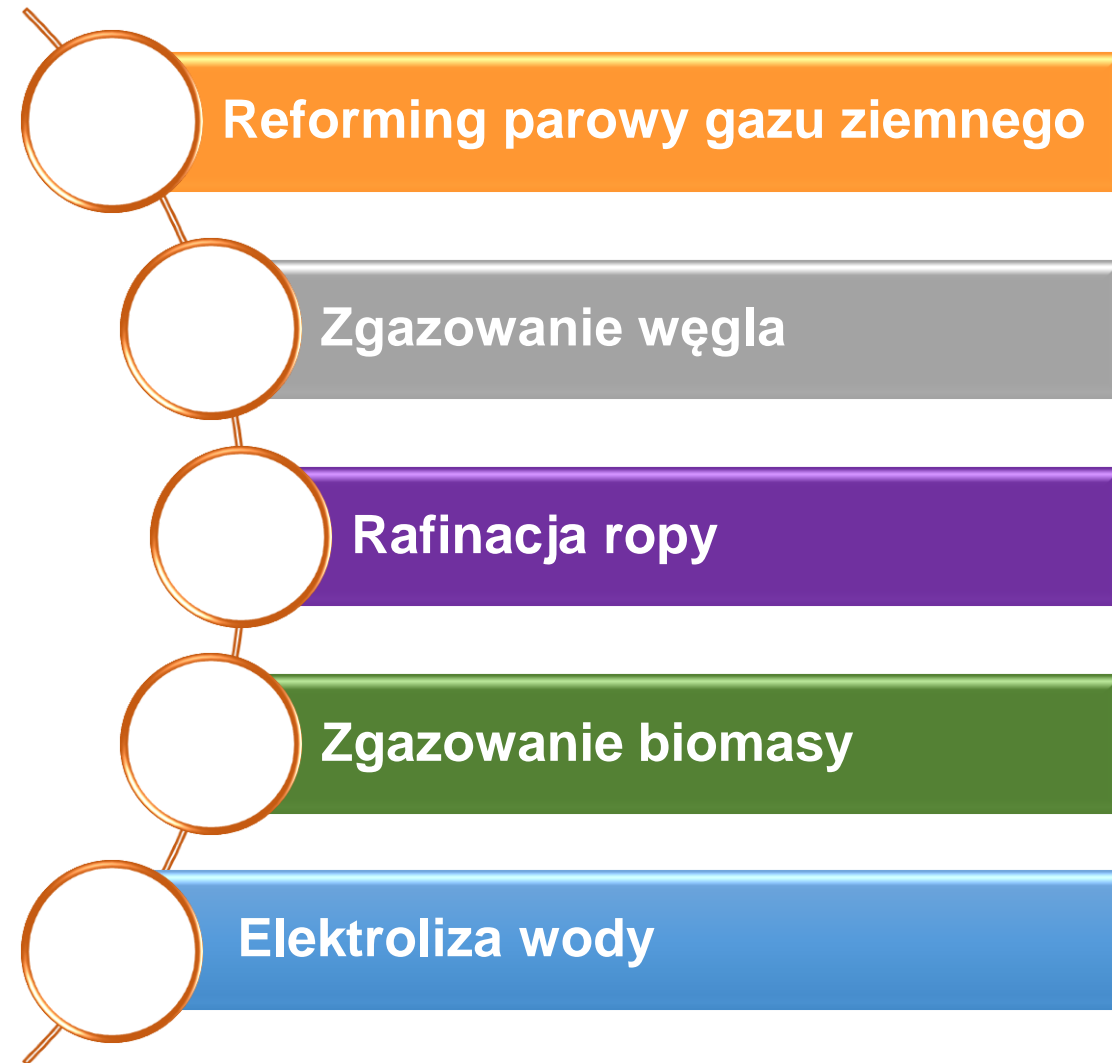 Reforming parowy gazu ziemnego
Zgazowanie węgla
Rafinacja ropy
Zgazowanie biomasy
Elektroliza wody